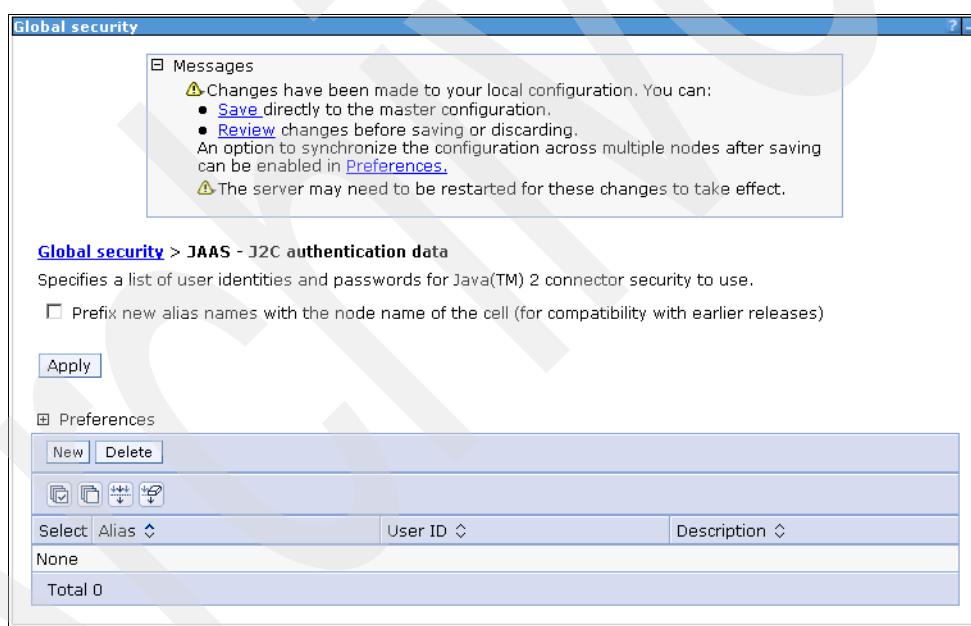 Global security ? –
Messages
Changes have been made to your local configuration. You can:
• Save directly to the master configuration.
• Review changes before saving or discarding.
An option to synchronize the configuration across multiple nodes after saving
can be enabled in Preferences.
The server may need to be restarted for these changes to take effect.
Global security > JAAS - J2C authentication data
Specifies a list of user identities and passwords for Java(TM) 2 connector security to use.
Prefix new alias names with the node name of the cell (for compatibility with earlier releases)
Apply
Preferences
New Delete
Select Alias User ID Description
None
Total 0